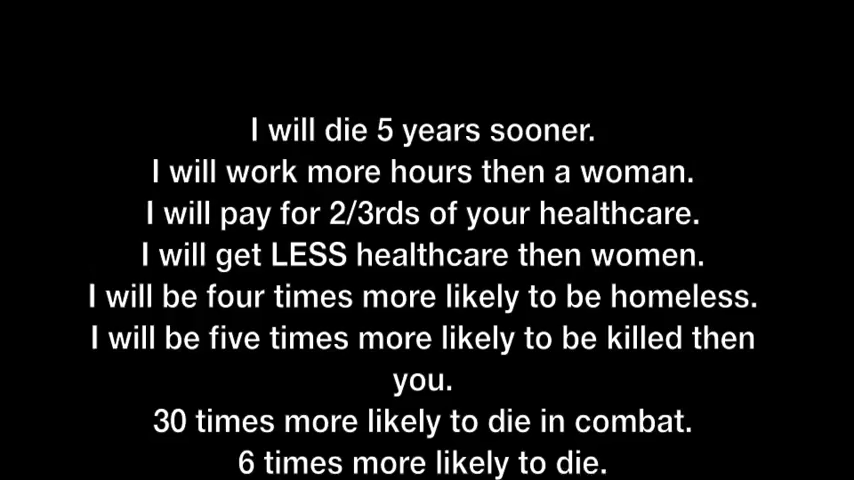 I will die 5 years sooner.
I will work more hours then a woman.
I will pay for 2/3rds of your healthcare.
I will get LESS healthcare then women.
I will be four times more likely to be homeless.
I will be five times more likely to be killed then
you.
30 times more likely to die in combat.
6 times more likely to die.